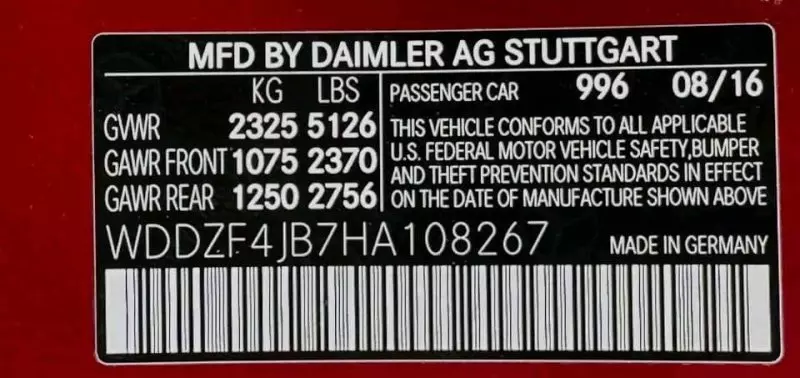 MFD BY DAIMLER AG STUTTGART
KG LBS
GVWR 2325 5126
GAWR FRONT 1075 2370
GAWR REAR 1250 2756
PASSENGER CAR 996 08/16
THIS VEHICLE CONFORMS TO ALL APPLICABLE
U.S. FEDERAL MOTOR VEHICLE SAFETY,BUMPER
AND THEFT PREVENTION STANDARDS IN EFFECT
ON THE DATE OF MANUFACTURE SHOWN ABOVE
WDDZF4JB7HA108267
MADE IN GERMANY